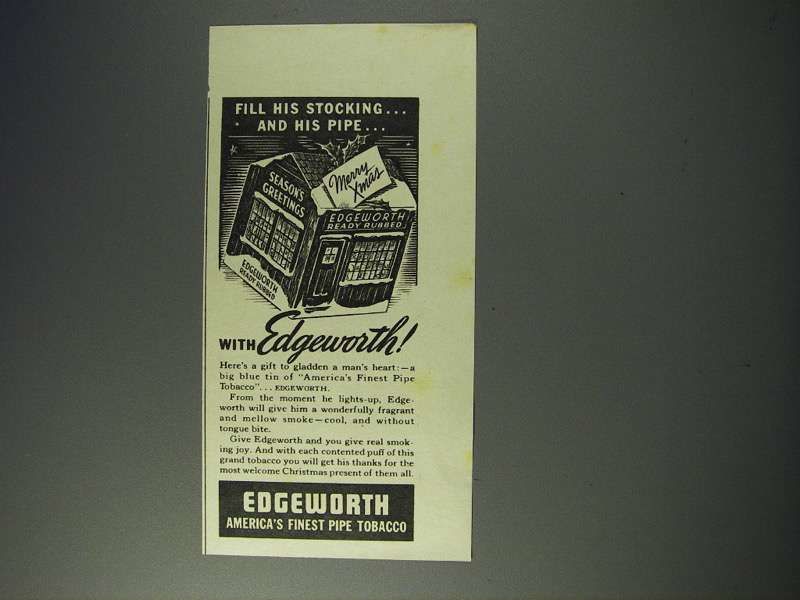 FILL HIS STOCKING...
AND HIS PIPE...
SEASON'S
GREETINGS
Merry
Xmas
EDGEWORTH
READY RUBBED
EDGEWORTH
READY RUBBED
WITH Edgeworth!
Here's a gift to gladden a man's heart:—a
big blue tin of "America's Finest Pipe
Tobacco"... EDGEWORTH.
From the moment he lights-up, Edge-
worth will give him a wonderfully fragrant
and mellow smoke—cool, and without
tongue bite.
Give Edgeworth and you give real smok-
ing joy. And with each contented puff of this
grand tobacco you will get his thanks for the
most welcome Christmas present of them all.
EDGEWORTH
AMERICA'S FINEST PIPE TOBACCO